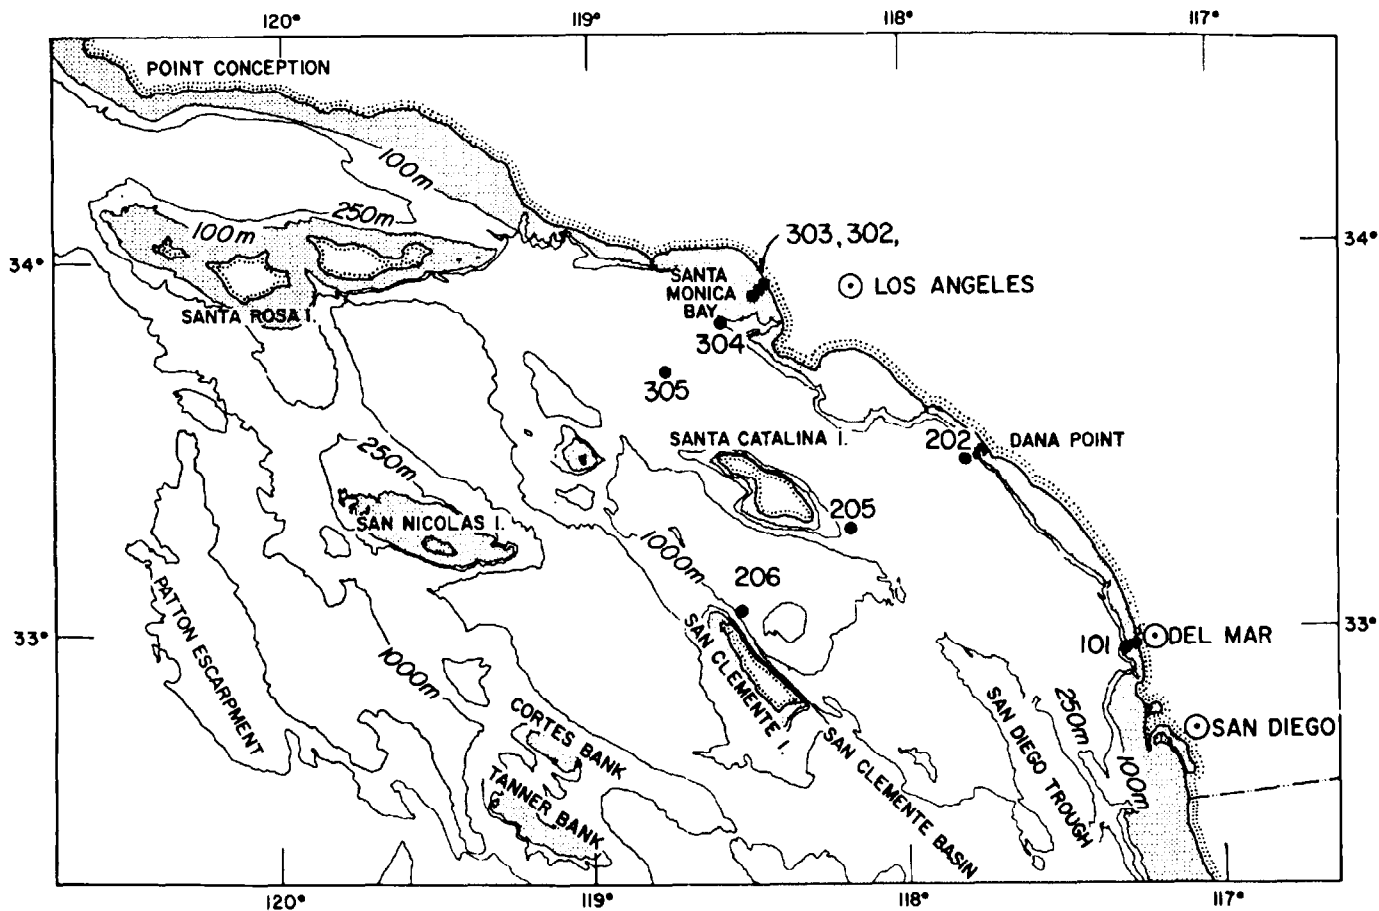 120° 119° 118° 117°
POINT CONCEPTION
100m
250m
100m
303, 302,
34° 34°
LOS ANGELES
SANTA
MONICA
BAY
SANTA ROSA I.
304
305
SANTA CATALINA I.
202
DANA POINT
250m
205
SAN NICOLAS I.
1000m
206
PATTON ESCARPMENT
33° 33°
101
DEL MAR
SAN CLEMENTE I.
1000m
CORTES BANK
SAN DIEGO TROUGH
250m
SAN DIEGO
100m
TANNER BANK
SAN CLEMENTE BASIN
120° 119° 118° 117°